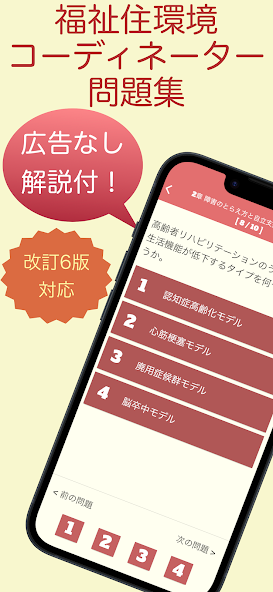 福祉住環境
コーディネーター
問題集
広告なし
解説付！
改訂6版
対応
2章 障害のとらえ方と自立支
[ 8 / 10 ]
高齢者リハビリテーションの
生活機能が低下するタイプを何
うか。
1 認知症高齢化モデル
2 心筋梗塞モデル
3 廃用症候群モデル
4 脳卒中モデル
< 前の問題
次の問題 >
1 2 3 4